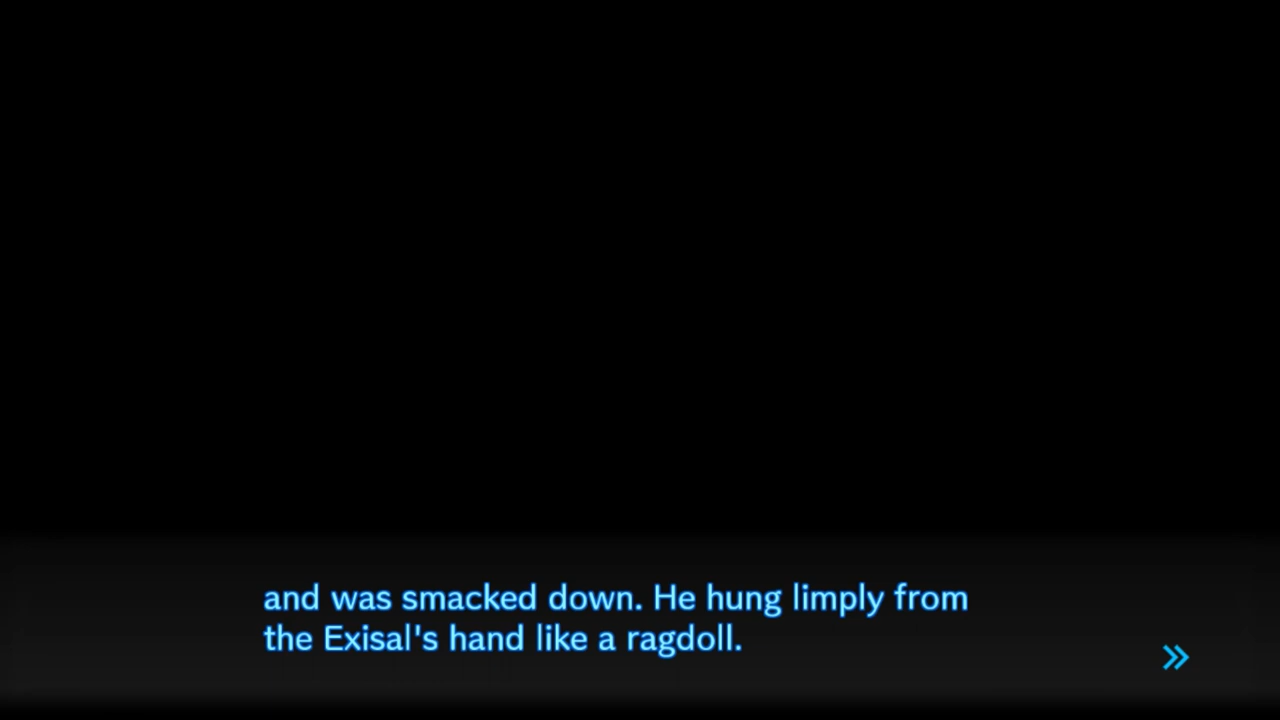 and was smacked down. He hung limply from
the Exisal's hand like a ragdoll.